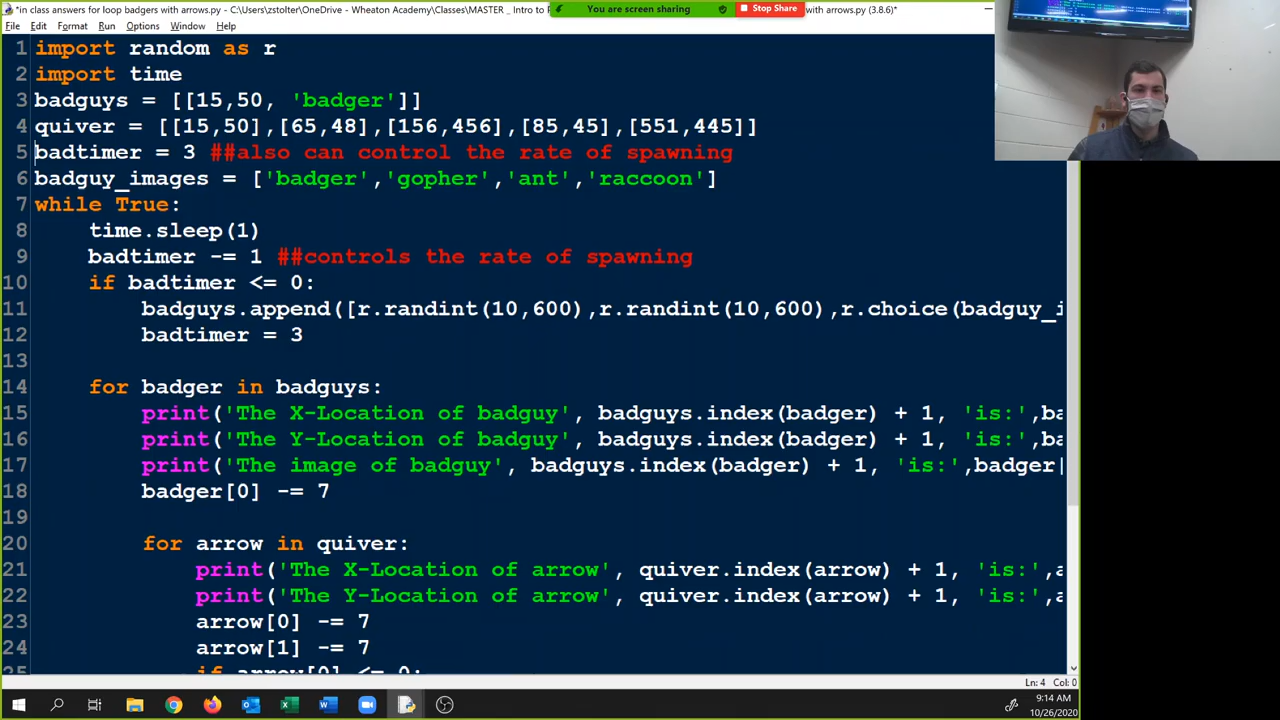 *in class answers for loop badgers with arrows.py - C:\Users\zstolter\OneDrive - Wheaton Academy\Classes\MASTER _ Intro to P
You are screen sharing
Stop Share
with arrows.py (3.8.6)*
File Edit Format Run Options Window Help
1 import random as r
2 import time
3 badguys = [[15,50, 'badger']]
4 quiver = [[15,50],[65,48],[156,456],[85,45],[551,445]]
5 badtimer = 3 ##also can control the rate of spawning
6 badguy_images = ['badger','gopher','ant','raccoon']
7 while True:
8 time.sleep(1)
9 badtimer -= 1 ##controls the rate of spawning
10 if badtimer <= 0:
11 badguys.append([r.randint(10,600),r.randint(10,600),r.choice(badguy_i
12 badtimer = 3
13
14 for badger in badguys:
15 print('The X-Location of badguy', badguys.index(badger) + 1, 'is:',ba
16 print('The Y-Location of badguy', badguys.index(badger) + 1, 'is:',ba
17 print('The image of badguy', badguys.index(badger) + 1, 'is:',badger[
18 badger[0] -= 7
19
20 for arrow in quiver:
21 print('The X-Location of arrow', quiver.index(arrow) + 1, 'is:',a
22 print('The Y-Location of arrow', quiver.index(arrow) + 1, 'is:',a
23 arrow[0] -= 7
24 arrow[1] -= 7
25 if arrow[0] <= 0:
Ln: 4 Col: 0
9:14 AM
10/26/2020